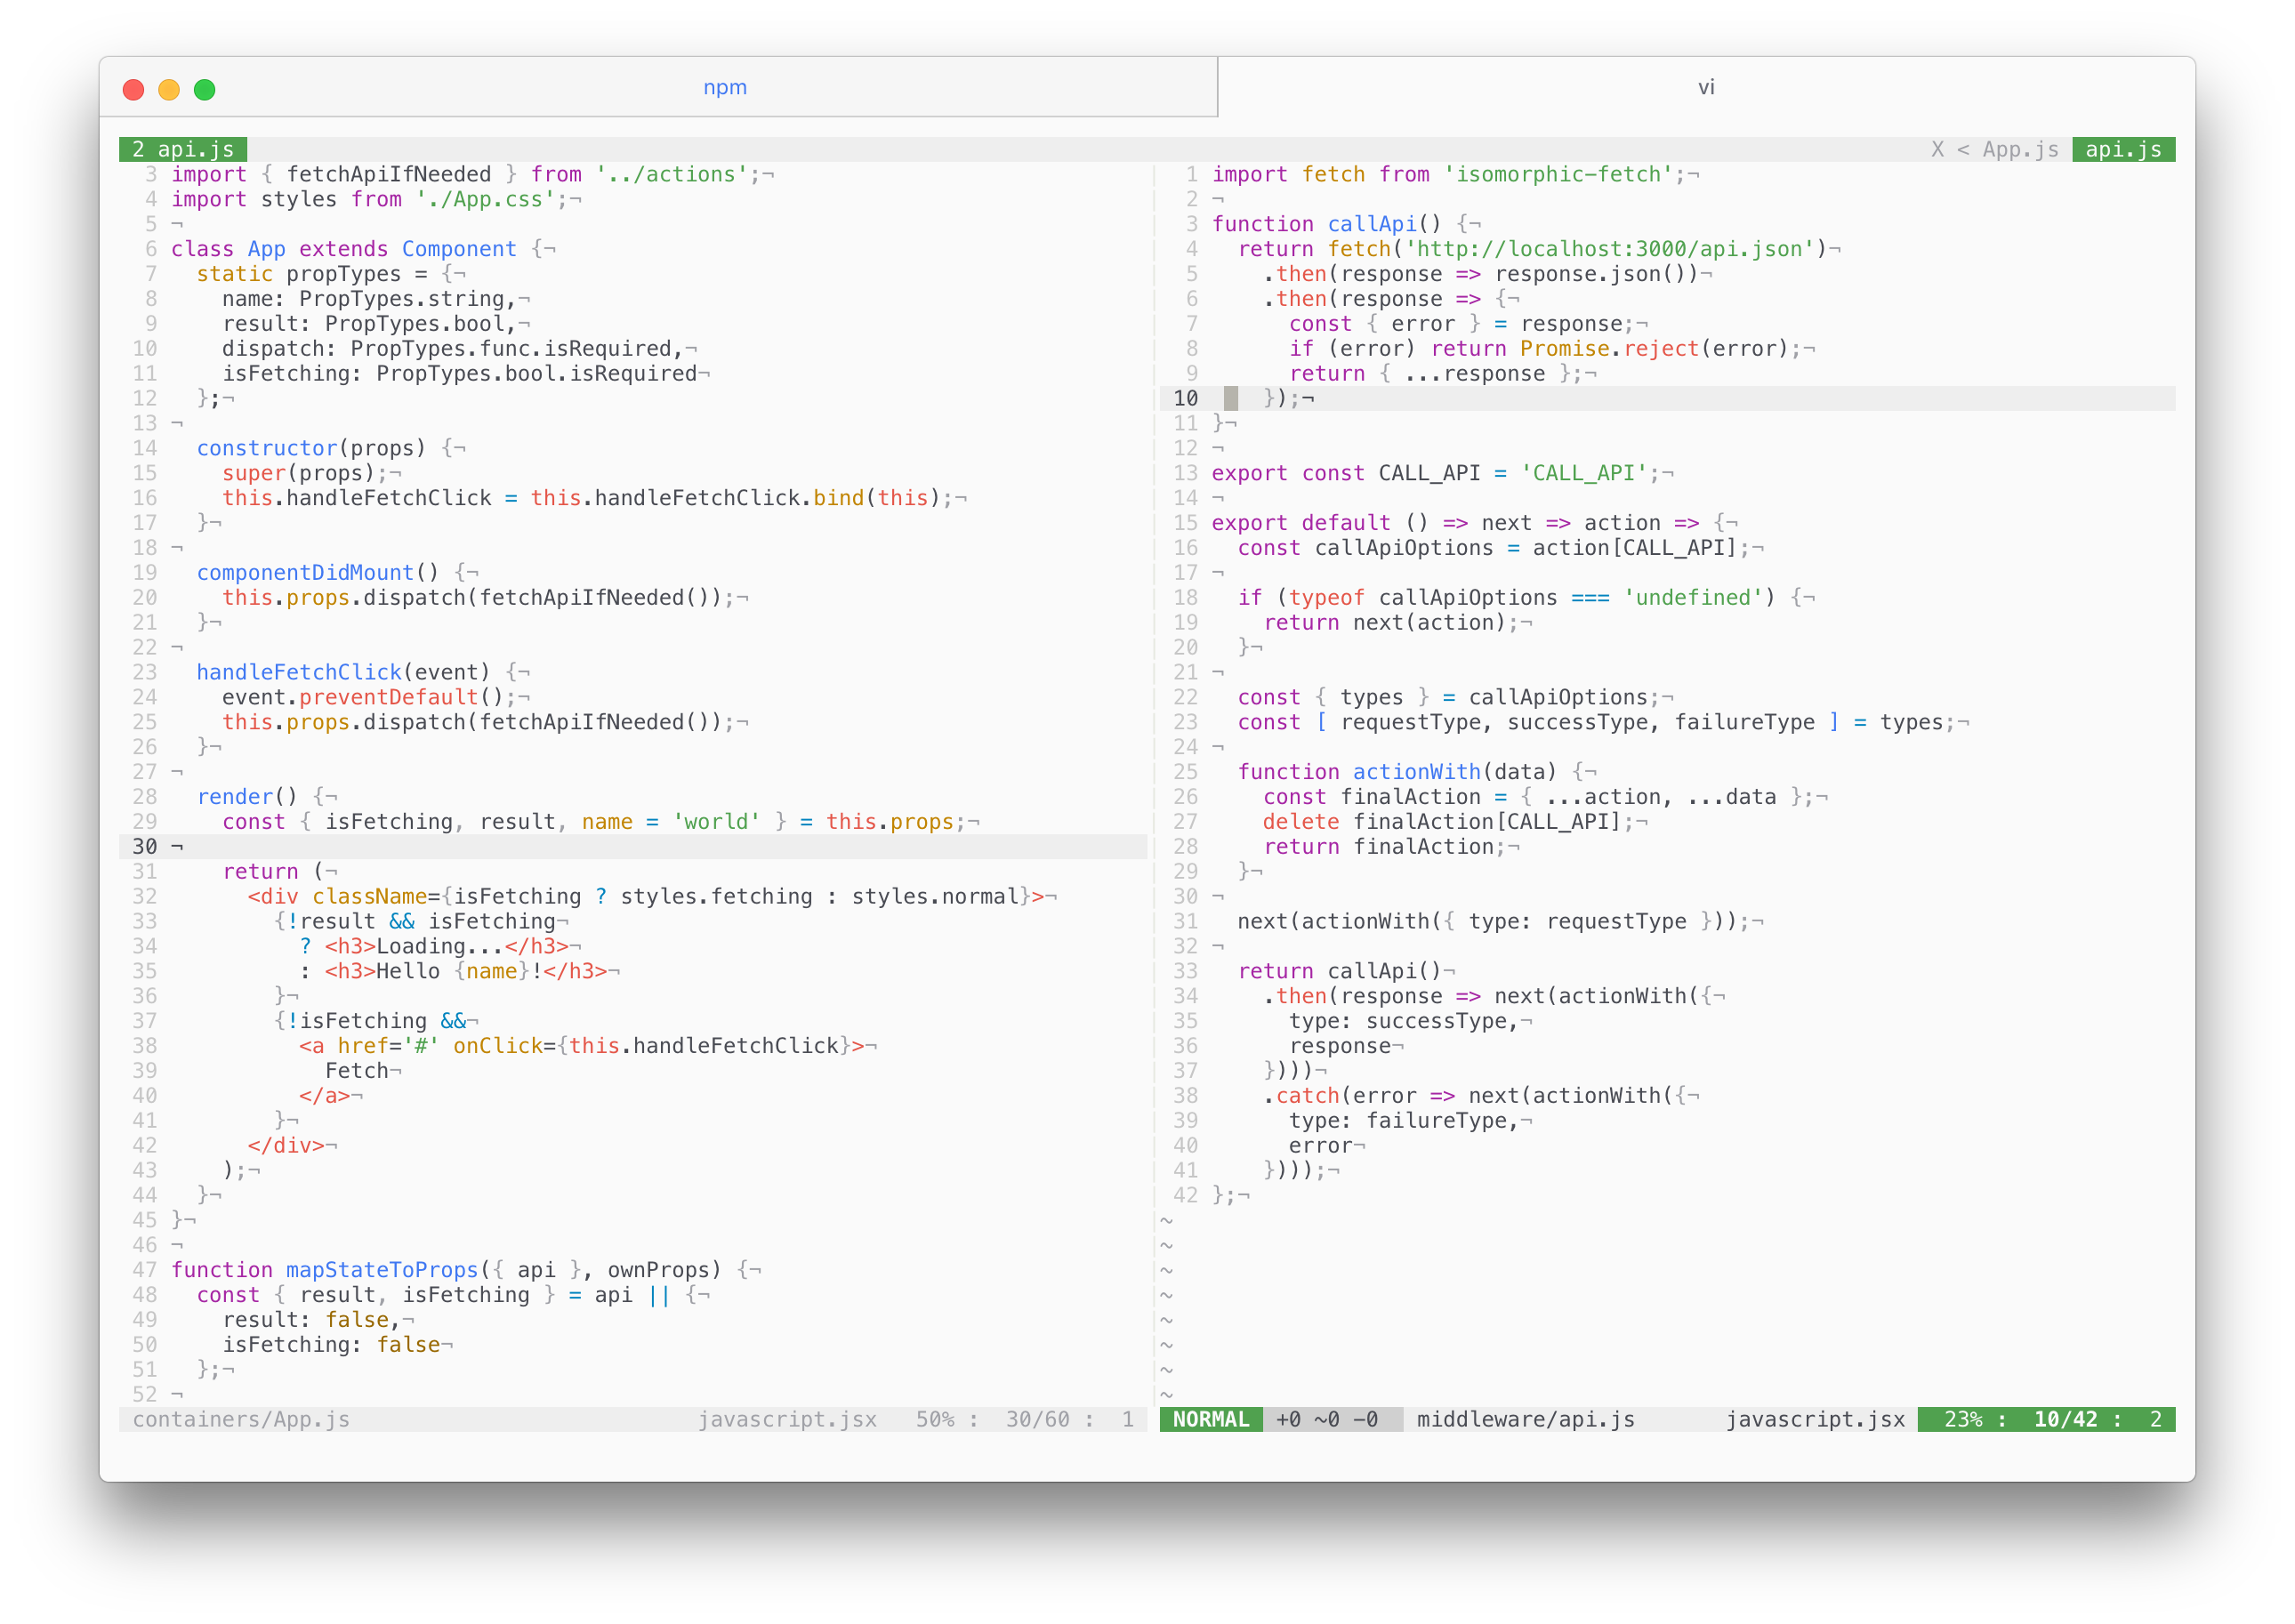 npm
vi
2 api.js
X < App.js api.js
3 import { fetchApiIfNeeded } from '../actions';¬
4 import styles from './App.css';¬
5 ¬
6 class App extends Component {¬
7   static propTypes = {¬
8     name: PropTypes.string,¬
9     result: PropTypes.bool,¬
10     dispatch: PropTypes.func.isRequired,¬
11     isFetching: PropTypes.bool.isRequired¬
12   };¬
13 ¬
14   constructor(props) {¬
15     super(props);¬
16     this.handleFetchClick = this.handleFetchClick.bind(this);¬
17   }¬
18 ¬
19   componentDidMount() {¬
20     this.props.dispatch(fetchApiIfNeeded());¬
21   }¬
22 ¬
23   handleFetchClick(event) {¬
24     event.preventDefault();¬
25     this.props.dispatch(fetchApiIfNeeded());¬
26   }¬
27 ¬
28   render() {¬
29     const { isFetching, result, name = 'world' } = this.props;¬
30 ¬
31     return (¬
32       <div className={isFetching ? styles.fetching : styles.normal}>¬
33         {!result && isFetching¬
34           ? <h3>Loading...</h3>¬
35           : <h3>Hello {name}!</h3>¬
36         }¬
37         {!isFetching &&¬
38           <a href='#' onClick={this.handleFetchClick}>¬
39             Fetch¬
40           </a>¬
41         }¬
42       </div>¬
43     );¬
44   }¬
45 }¬
46 ¬
47 function mapStateToProps({ api }, ownProps) {¬
48   const { result, isFetching } = api || {¬
49     result: false,¬
50     isFetching: false¬
51   };¬
52 ¬
containers/App.js javascript.jsx 50% : 30/60 : 1
1 import fetch from 'isomorphic-fetch';¬
2 ¬
3 function callApi() {¬
4   return fetch('http://localhost:3000/api.json')¬
5     .then(response => response.json())¬
6     .then(response => {¬
7       const { error } = response;¬
8       if (error) return Promise.reject(error);¬
9       return { ...response };¬
10     });¬
11 }¬
12 ¬
13 export const CALL_API = 'CALL_API';¬
14 ¬
15 export default () => next => action => {¬
16   const callApiOptions = action[CALL_API];¬
17 ¬
18   if (typeof callApiOptions === 'undefined') {¬
19     return next(action);¬
20   }¬
21 ¬
22   const { types } = callApiOptions;¬
23   const [ requestType, successType, failureType ] = types;¬
24 ¬
25   function actionWith(data) {¬
26     const finalAction = { ...action, ...data };¬
27     delete finalAction[CALL_API];¬
28     return finalAction;¬
29   }¬
30 ¬
31   next(actionWith({ type: requestType }));¬
32 ¬
33   return callApi()¬
34     .then(response => next(actionWith({¬
35       type: successType,¬
36       response¬
37     })))¬
38     .catch(error => next(actionWith({¬
39       type: failureType,¬
40       error¬
41     })));¬
42 };¬
~
~
~
~
~
~
~
~
NORMAL +0 ~0 -0 middleware/api.js javascript.jsx 23% : 10/42 : 2